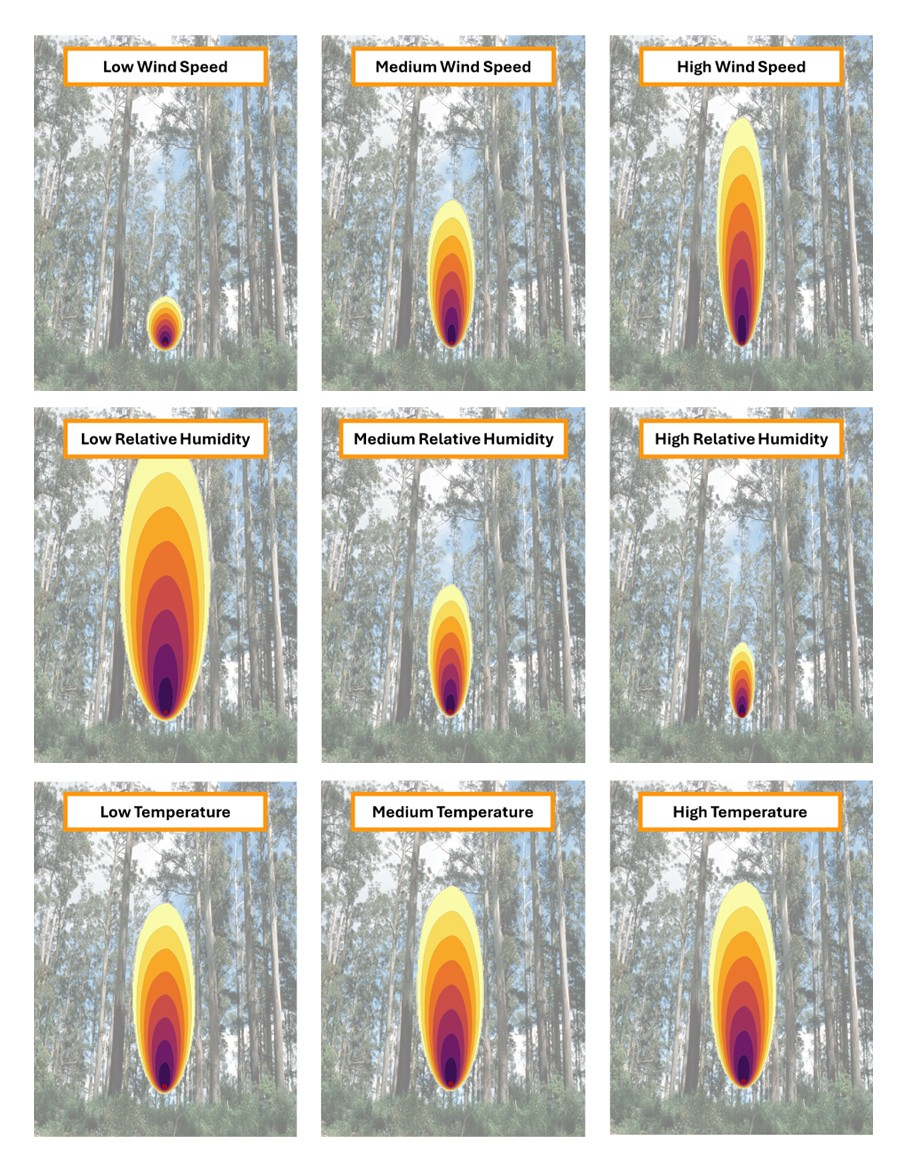 Low Wind Speed
Medium Wind Speed
High Wind Speed
Low Relative Humidity
Medium Relative Humidity
High Relative Humidity
Low Temperature
Medium Temperature
High Temperature